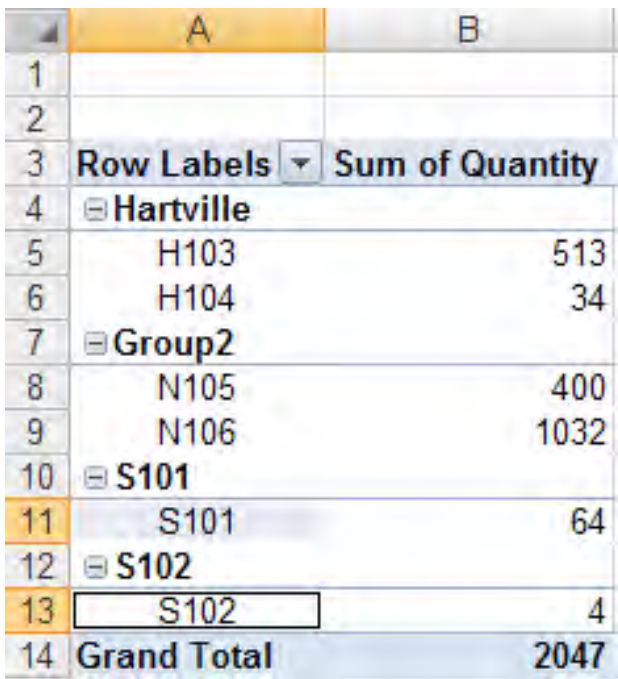 A B
1
2
3 Row Labels Sum of Quantity
4 Hartville
5 H103 513
6 H104 34
7 Group2
8 N105 400
9 N106 1032
10 S101
11 S101 64
12 S102
13 S102 4
14 Grand Total 2047